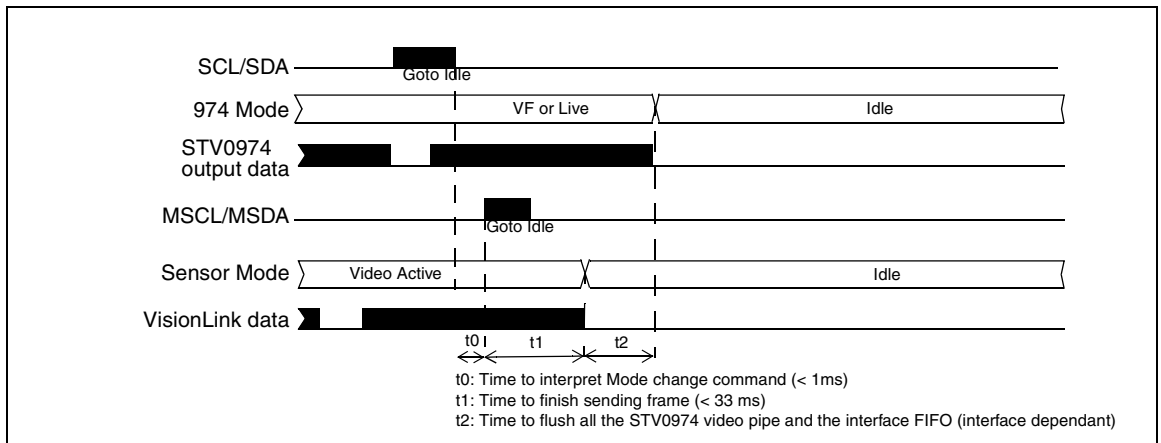 SCL/SDA
Goto Idle
974 Mode
VF or Live
Idle
STV0974
output data
MSCL/MSDA
Goto Idle
Sensor Mode
Video Active
Idle
VisionLink data
t0
t1
t2
t0: Time to interpret Mode change command (< 1ms)
t1: Time to finish sending frame (< 33 ms)
t2: Time to flush all the STV0974 video pipe and the interface FIFO (interface dependant)